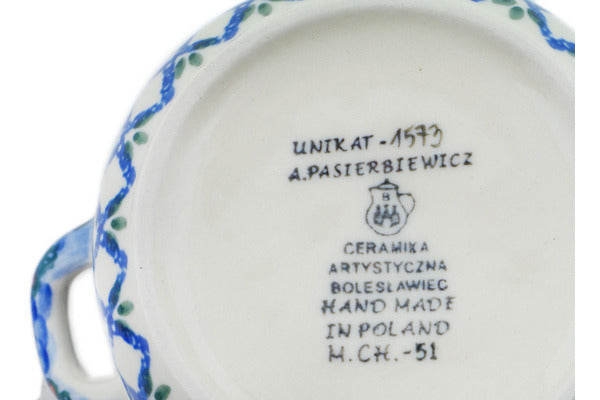 UNIKAT-1573
A.PASIERBIEWICZ
B
CERAMIKA
ARTYSTYCZNA
BOLESŁAWIEC
HAND MADE
IN POLAND
M.CH.-51